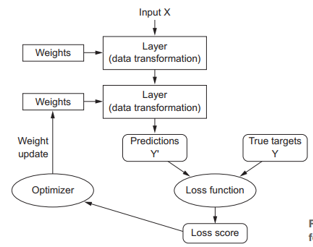 Input X
Layer
(data transformation)
Weights
Layer
(data transformation)
Weights
Weight
update
Predictions
Y'
True targets
Y
Optimizer
Loss function
Loss score